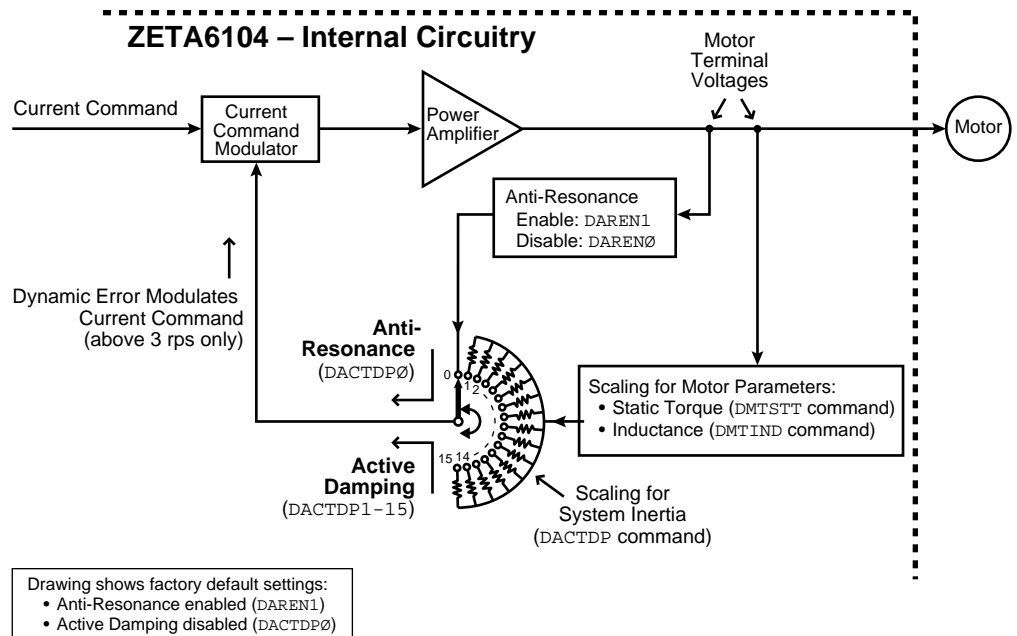 ZETA6104 – Internal Circuitry
Motor
Terminal
Voltages
Current Command
Current
Command
Modulator
Power
Amplifier
Motor
Anti-Resonance
Enable: DAREN1
Disable: DARENØ
Dynamic Error Modulates
Current Command
(above 3 rps only)
Anti-
Resonance
(DACTDPØ)
0
1
2
Scaling for Motor Parameters:
• Static Torque (DMTSTT command)
• Inductance (DMTIND command)
15 14
Active
Damping
(DACTDP1-15)
Scaling for
System Inertia
(DACTDP command)
Drawing shows factory default settings:
• Anti-Resonance enabled (DAREN1)
• Active Damping disabled (DACTDPØ)